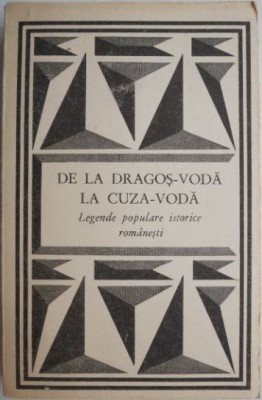 DE LA DRAGOȘ-VODĂ
LA CUZA-VODĂ
Legende populare istorice
românești